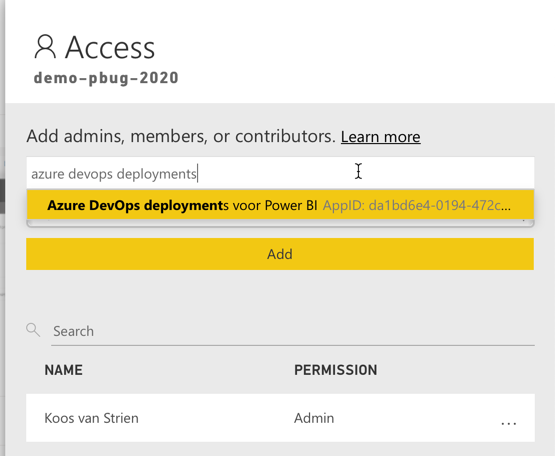 Access
demo-pbug-2020
Add admins, members, or contributors. Learn more
azure devops deployments
Azure DevOps deployments voor Power BI AppID: da1bd6e4-0194-472c...
Add
Search
NAME PERMISSION
Koos van Strien Admin ...